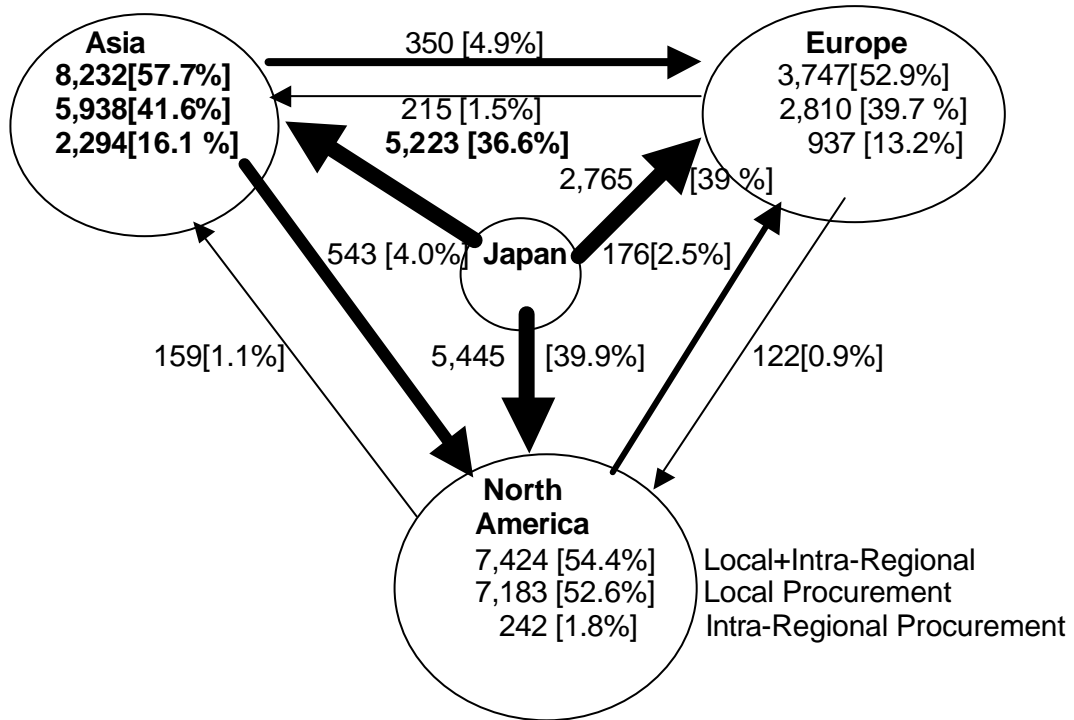 Asia
8,232[57.7%]
5,938[41.6%]
2,294[16.1 %]
350 [4.9%]
215 [1.5%]
5,223 [36.6%]
Europe
3,747[52.9%]
2,810 [39.7 %]
937 [13.2%]
2,765 [39 %]
543 [4.0%]
Japan
176[2.5%]
159[1.1%]
5,445 [39.9%]
122[0.9%]
North
America
7,424 [54.4%] Local+Intra-Regional
7,183 [52.6%] Local Procurement
242 [1.8%] Intra-Regional Procurement